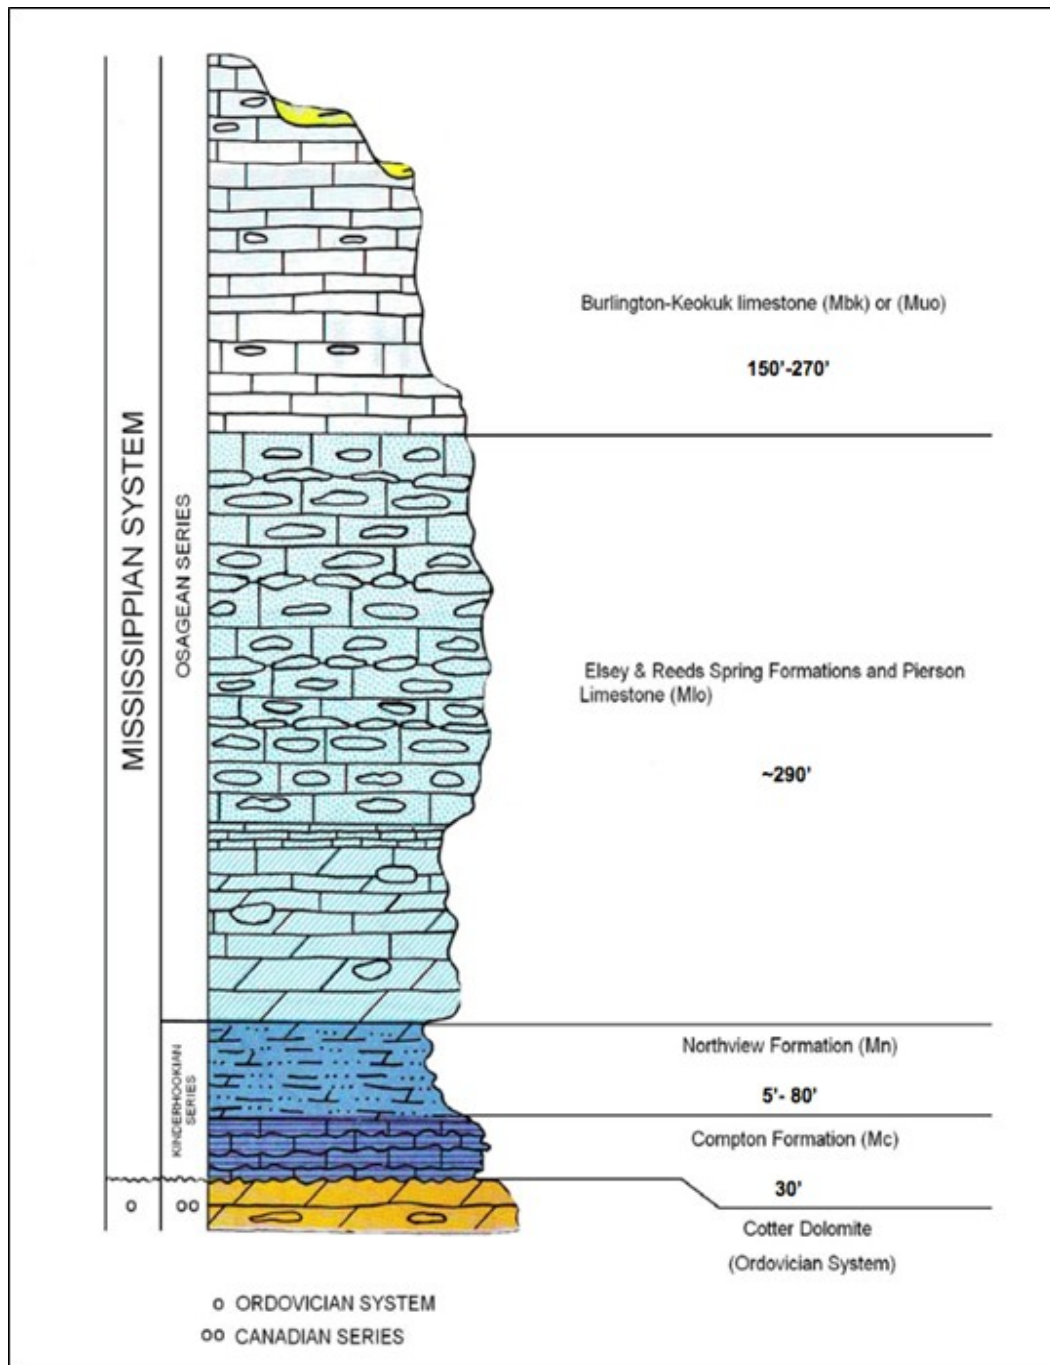 MISSISSIPPIAN SYSTEM
OSAGEAN SERIES
KINDERHOOKIAN
SERIES
Burlington-Keokuk limestone (Mbk) or (Muo)
150'-270'
Elsey & Reeds Spring Formations and Pierson
Limestone (Mlo)
~290'
Northview Formation (Mn)
5'- 80'
Compton Formation (Mc)
30'
Cotter Dolomite
(Ordovician System)
O
OO
O ORDOVICIAN SYSTEM
OO CANADIAN SERIES